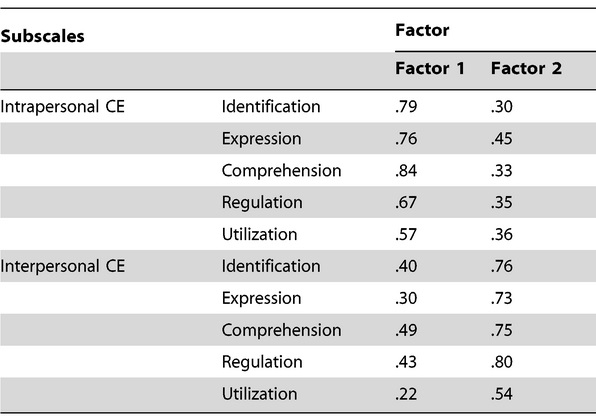 Subscales Factor
Factor 1 Factor 2
Intrapersonal CE Identification .79 .30
Expression .76 .45
Comprehension .84 .33
Regulation .67 .35
Utilization .57 .36
Interpersonal CE Identification .40 .76
Expression .30 .73
Comprehension .49 .75
Regulation .43 .80
Utilization .22 .54